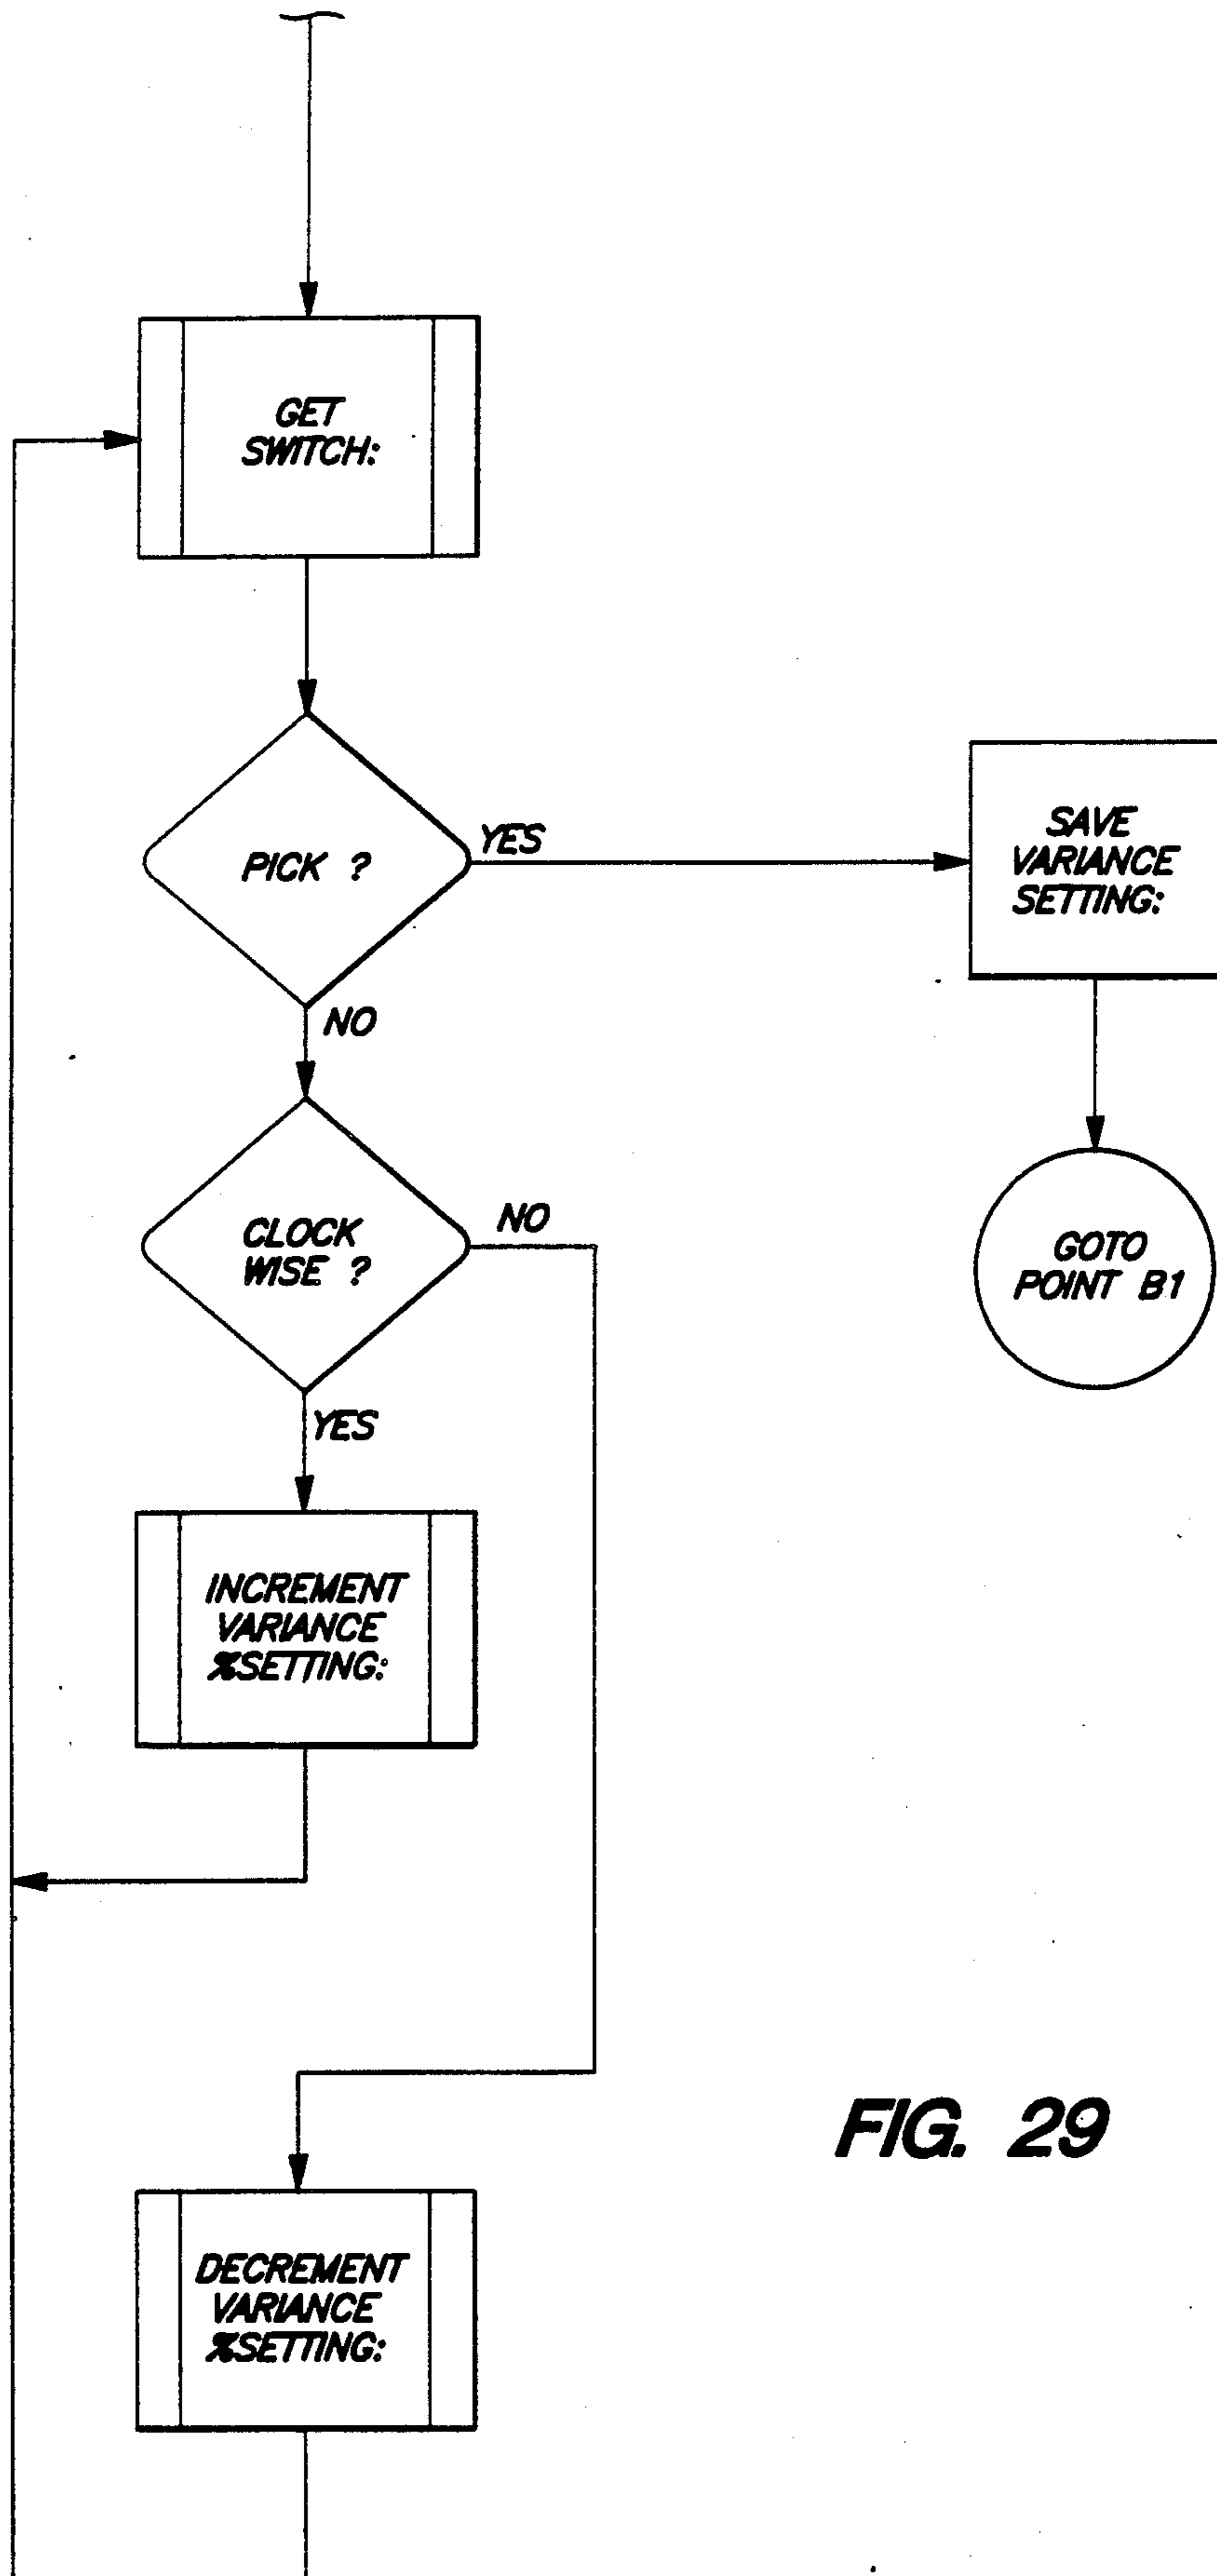 GET
SWITCH:
PICK ?
YES
SAVE
VARIANCE
SETTING:
NO
CLOCK
WISE ?
NO
GOTO
POINT B1
YES
INCREMENT
VARIANCE
%SETTING:
FIG. 29
DECREMENT
VARIANCE
%SETTING: